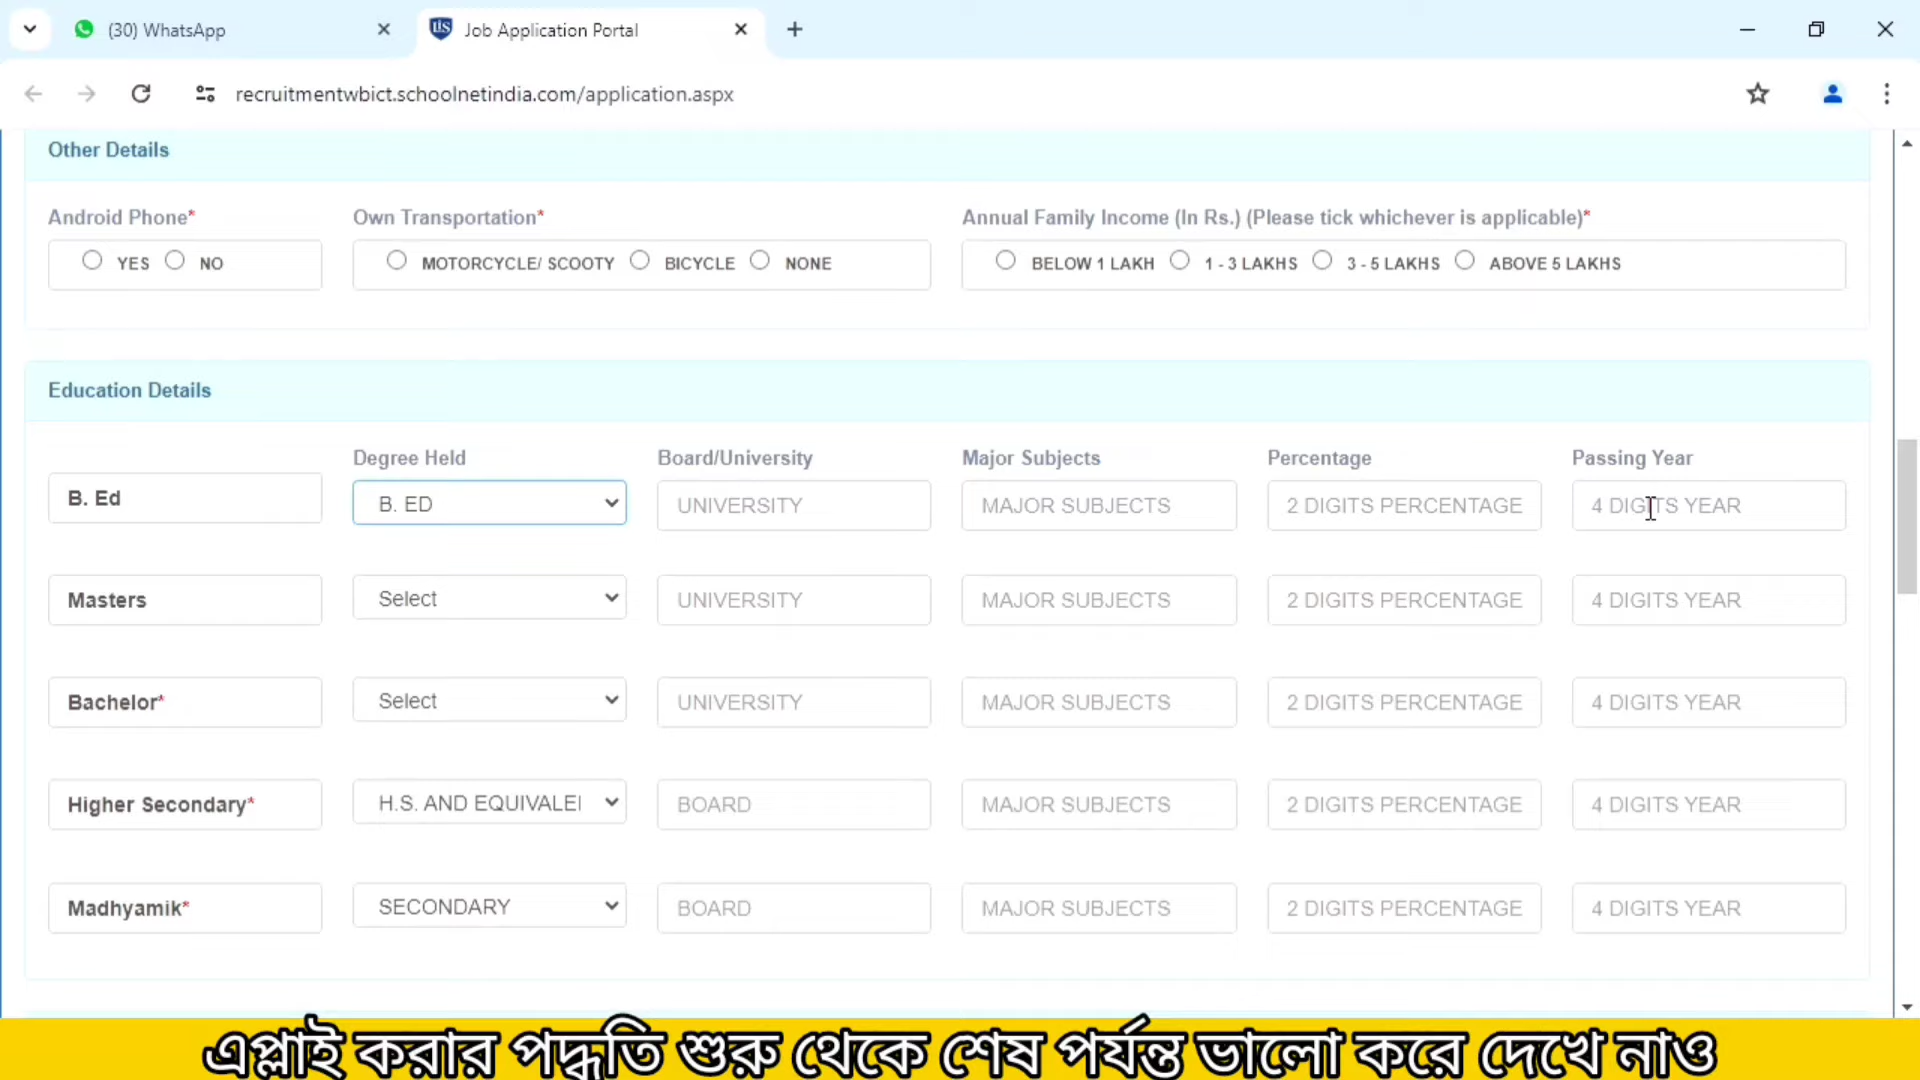 (30) WhatsApp
Job Application Portal
recruitmentwbict.schoolnetindia.com/application.aspx
Other Details
Android Phone* Own Transportation* Annual Family Income (In Rs.) (Please tick whichever is applicable)*
YES NO MOTORCYCLE/ SCOOTY BICYCLE NONE BELOW 1 LAKH 1 - 3 LAKHS 3 - 5 LAKHS ABOVE 5 LAKHS
Education Details
Degree Held Board/University Major Subjects Percentage Passing Year
B. Ed B. ED UNIVERSITY MAJOR SUBJECTS 2 DIGITS PERCENTAGE 4 DIGITS YEAR
Masters Select UNIVERSITY MAJOR SUBJECTS 2 DIGITS PERCENTAGE 4 DIGITS YEAR
Bachelor* Select UNIVERSITY MAJOR SUBJECTS 2 DIGITS PERCENTAGE 4 DIGITS YEAR
Higher Secondary* H.S. AND EQUIVALE BOARD MAJOR SUBJECTS 2 DIGITS PERCENTAGE 4 DIGITS YEAR
Madhyamik* SECONDARY BOARD MAJOR SUBJECTS 2 DIGITS PERCENTAGE 4 DIGITS YEAR
এপ্লাই করার পদ্ধতি শুরু থেকে শেষ পর্যন্ত ভালো করে দেখে নাও